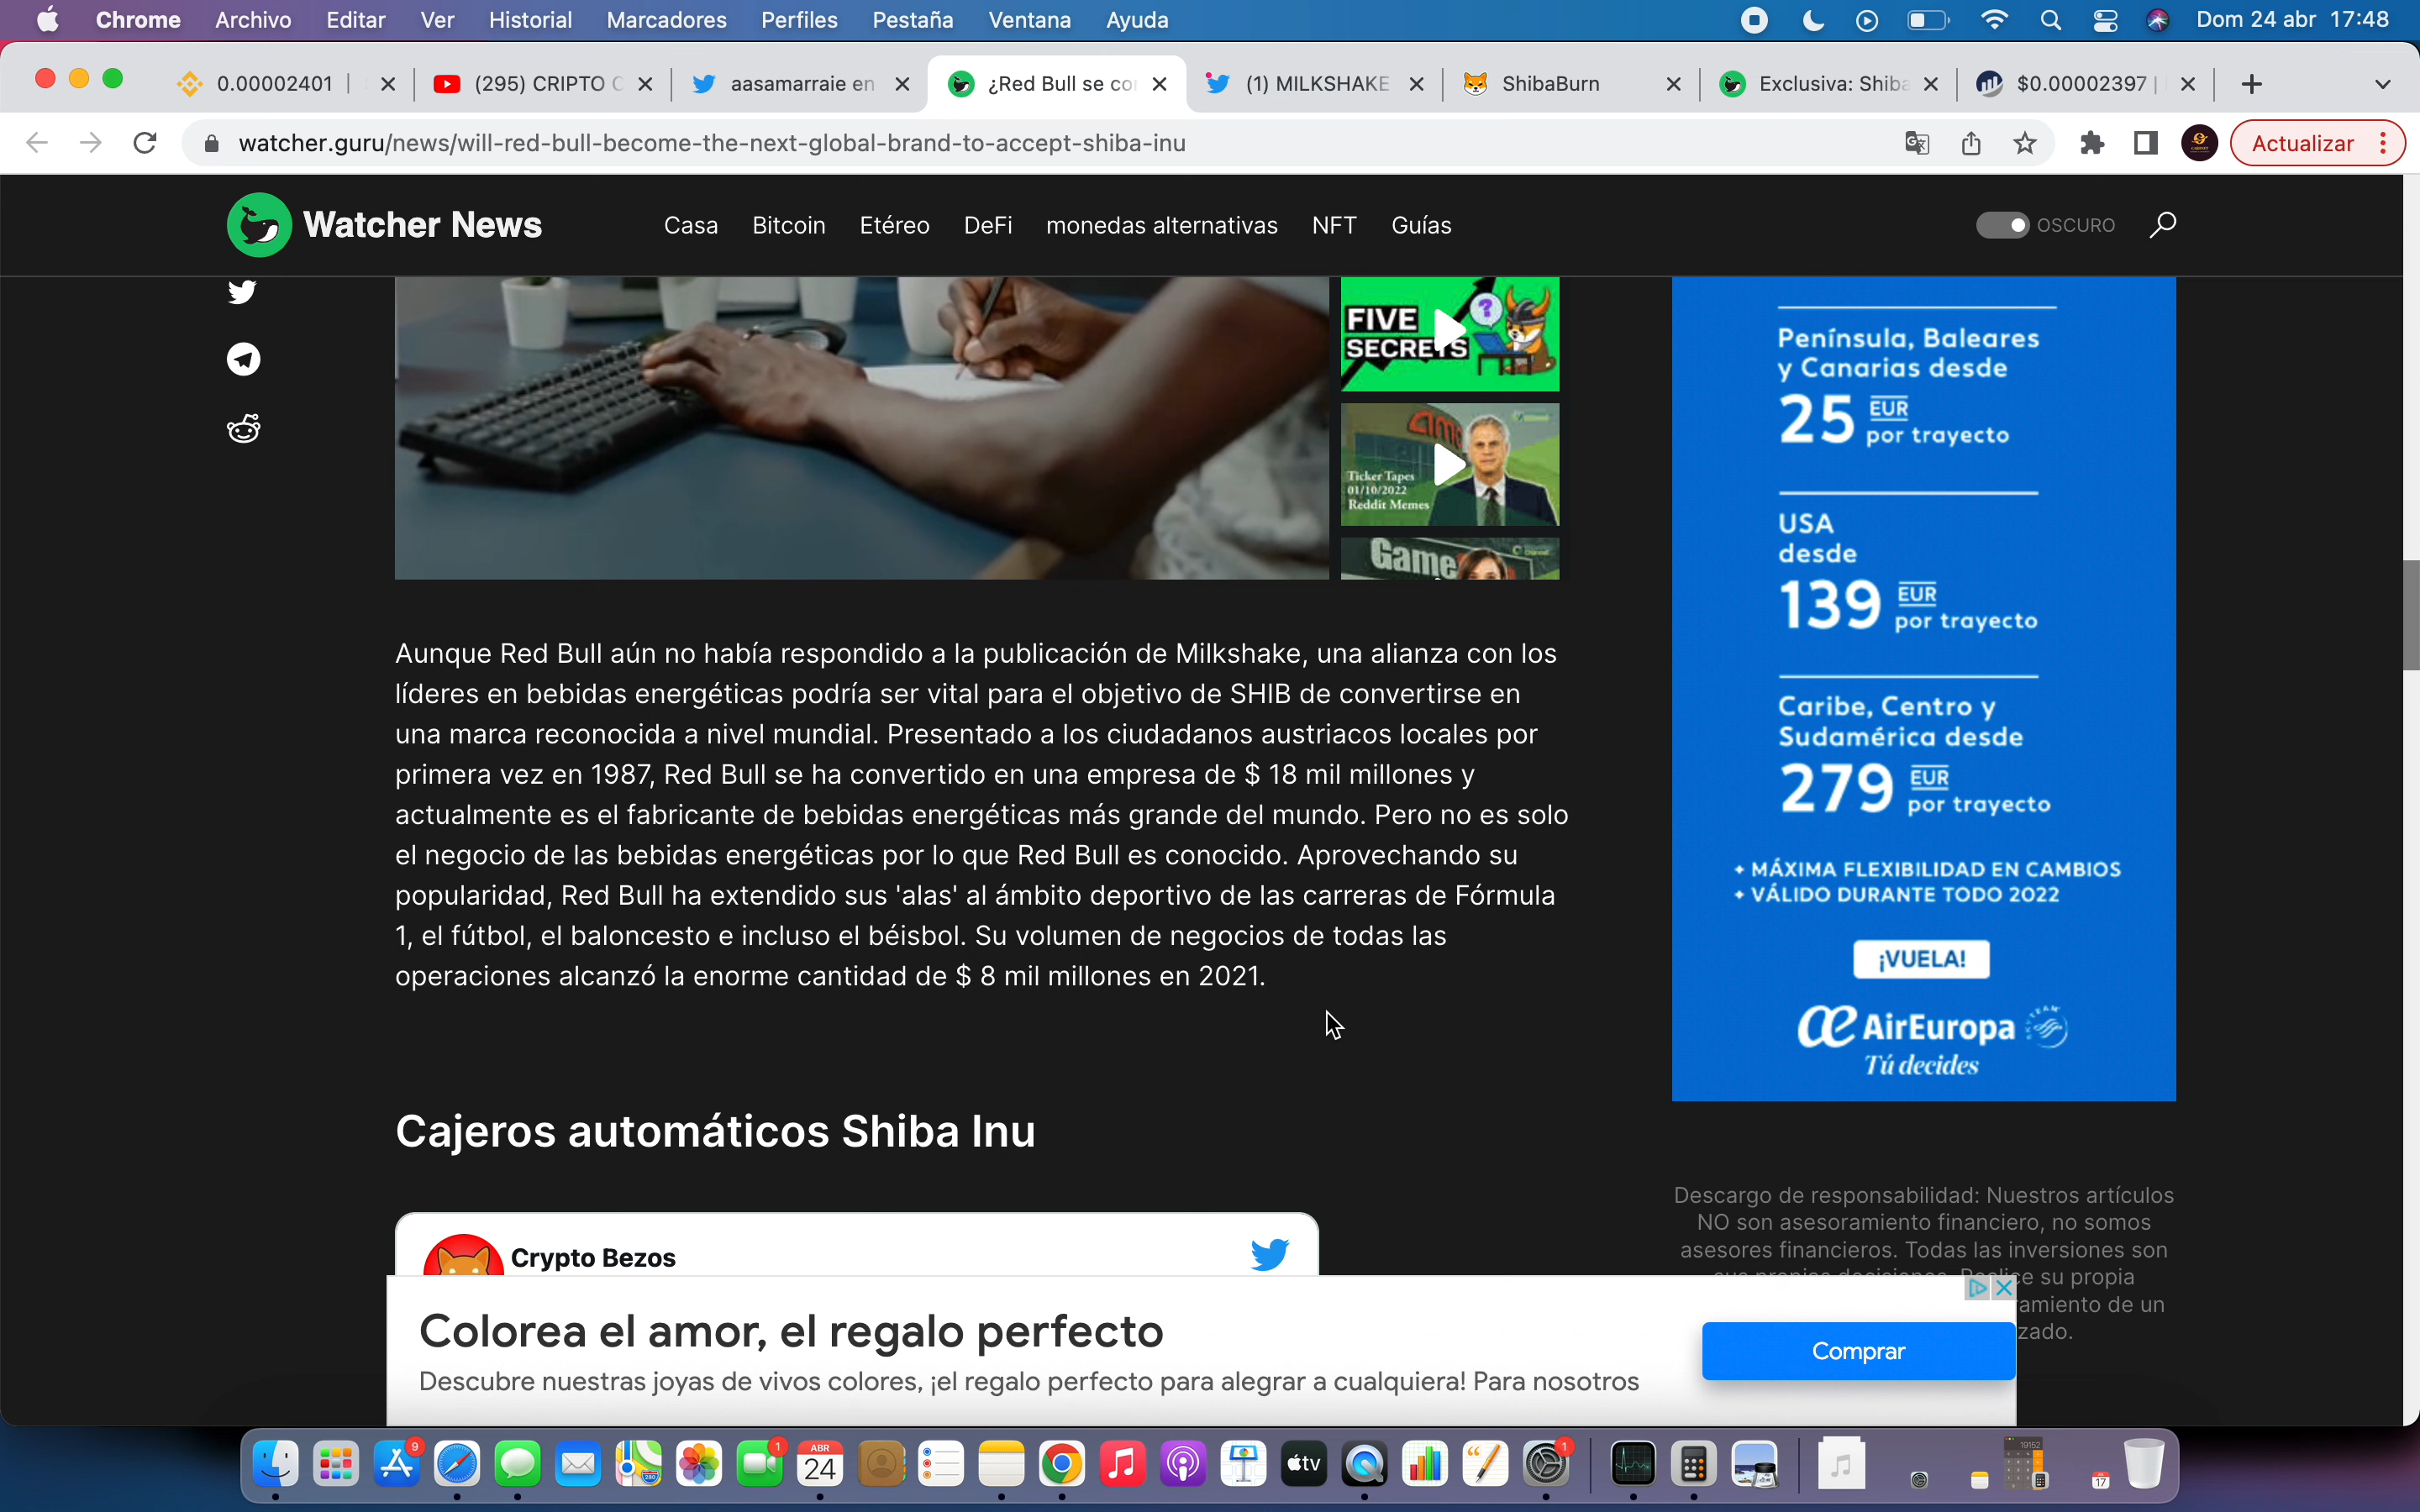 Chrome Archivo Editar Ver Historial Marcadores Perfiles Pestaña Ventana Ayuda Dom 24 abr 17:48
0.00002401 | (295) CRIPTO C aasamarraie en ¿Red Bull se co (1) MILKSHAKE ShibaBurn Exclusiva: Shiba $0.00002397 |
watcher.guru/news/will-red-bull-become-the-next-global-brand-to-accept-shiba-inu Actualizar
Watcher News Casa Bitcoin Etéreo DeFi monedas alternativas NFT Guías OSCURO
FIVE
SECRETS
amc
Ticker Tapes
01/10/2022
Reddit Memes
Game
Aunque Red Bull aún no había respondido a la publicación de Milkshake, una alianza con los
líderes en bebidas energéticas podría ser vital para el objetivo de SHIB de convertirse en
una marca reconocida a nivel mundial. Presentado a los ciudadanos austriacos locales por
primera vez en 1987, Red Bull se ha convertido en una empresa de $ 18 mil millones y
actualmente es el fabricante de bebidas energéticas más grande del mundo. Pero no es solo
el negocio de las bebidas energéticas por lo que Red Bull es conocido. Aprovechando su
popularidad, Red Bull ha extendido sus 'alas' al ámbito deportivo de las carreras de Fórmula
1, el fútbol, el baloncesto e incluso el béisbol. Su volumen de negocios de todas las
operaciones alcanzó la enorme cantidad de $ 8 mil millones en 2021.
Cajeros automáticos Shiba Inu
Crypto Bezos
Península, Baleares
y Canarias desde
25 EUR
por trayecto
USA
desde
139 EUR
por trayecto
Caribe, Centro y
Sudamérica desde
279 EUR
por trayecto
+ MÁXIMA FLEXIBILIDAD EN CAMBIOS
+ VÁLIDO DURANTE TODO 2022
¡VUELA!
AirEuropa
SKYTEAM
Tú decides
Descargo de responsabilidad: Nuestros artículos
NO son asesoramiento financiero, no somos
asesores financieros. Todas las inversiones son
su propia
de un
Colorea el amor, el regalo perfecto
Descubre nuestras joyas de vivos colores, ¡el regalo perfecto para alegrar a cualquiera! Para nosotros
Comprar
9
1
ABR
24
280
tv
1
19152
17